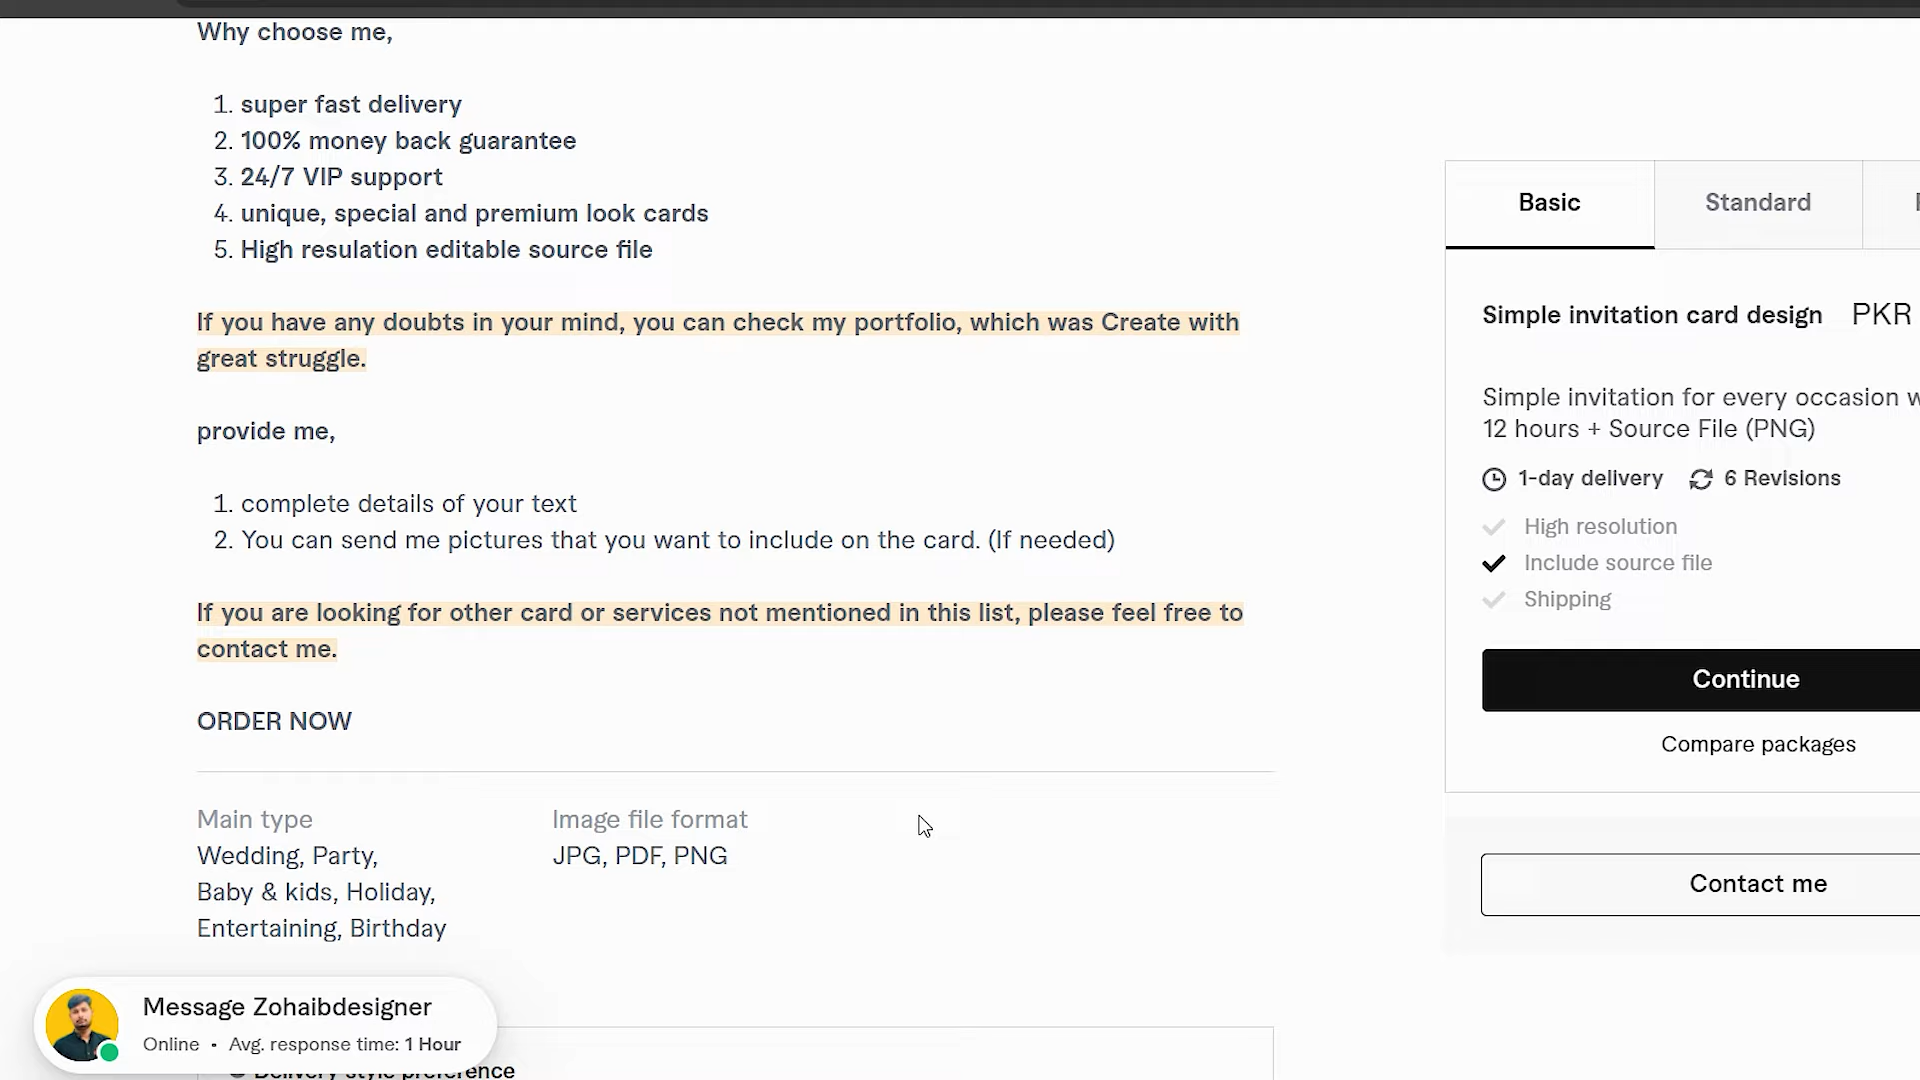 Why choose me,
1. super fast delivery
2. 100% money back guarantee
3. 24/7 VIP support
4. unique, special and premium look cards
5. High resulation editable source file
If you have any doubts in your mind, you can check my portfolio, which was Create with
great struggle.
provide me,
1. complete details of your text
2. You can send me pictures that you want to include on the card. (If needed)
If you are looking for other card or services not mentioned in this list, please feel free to
contact me.
ORDER NOW
Main type
Wedding, Party,
Baby & kids, Holiday,
Entertaining, Birthday
Image file format
JPG, PDF, PNG
Message Zohaibdesigner
Online • Avg. response time: 1 Hour
Delivery style preference
Basic
Standard
Simple invitation card design PKR
Simple invitation for every occasion
12 hours + Source File (PNG)
1-day delivery 6 Revisions
High resolution
Include source file
Shipping
Continue
Compare packages
Contact me